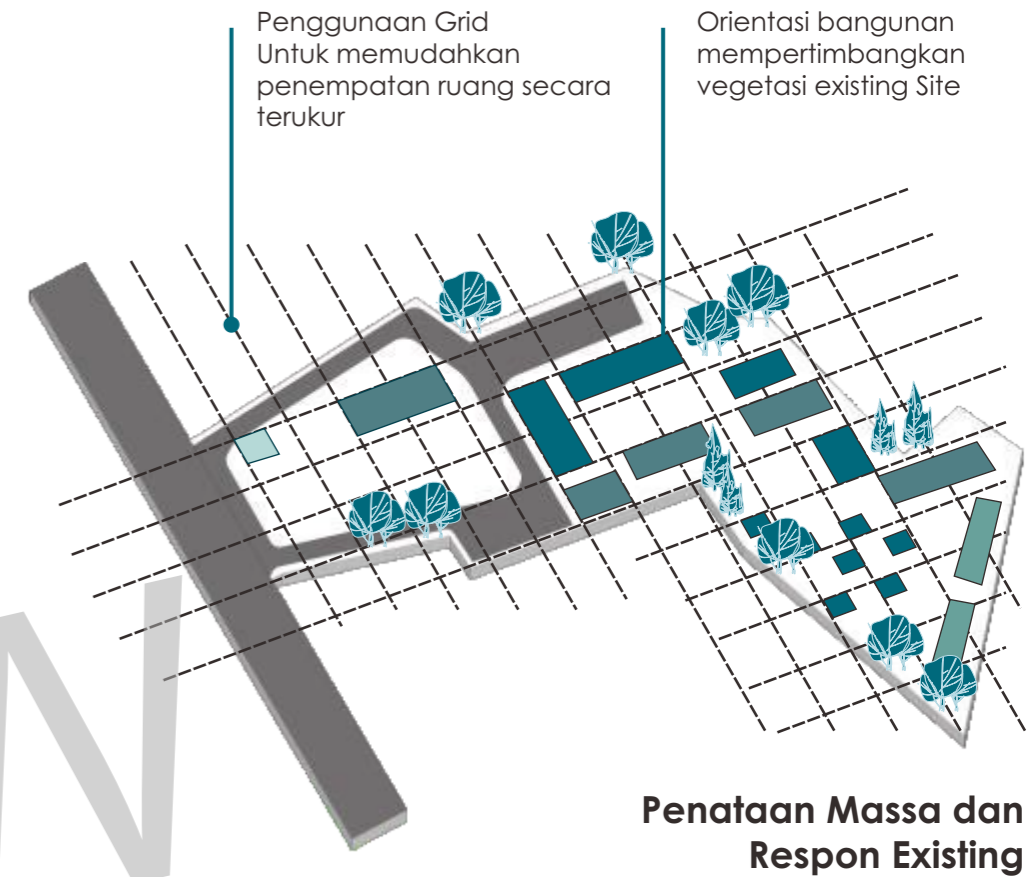 Penggunaan Grid
Untuk memudahkan
penempatan ruang secara
terukur
Orientasi bangunan
mempertimbangkan
vegetasi existing Site
Penataan Massa dan
Respon Existing